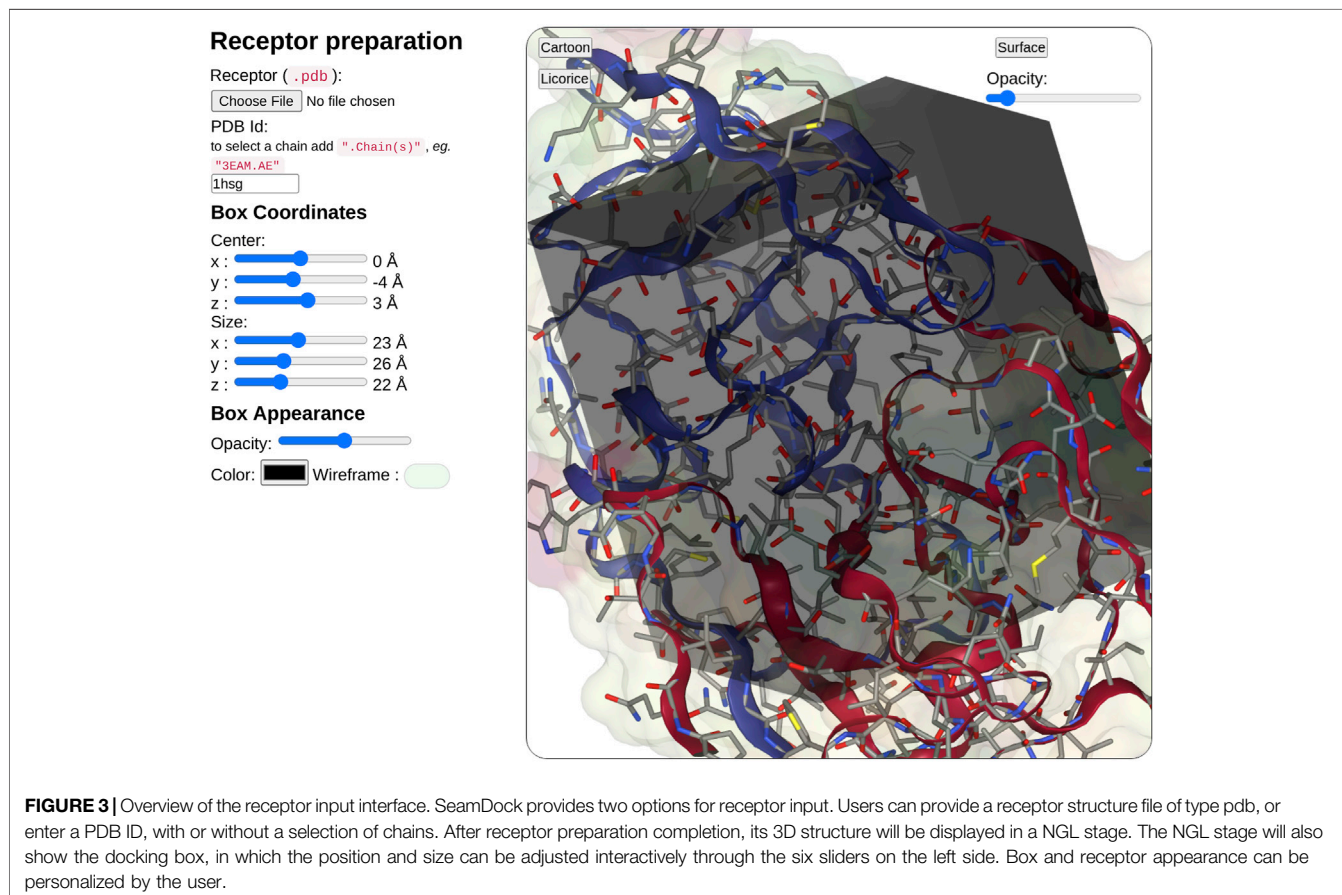 Receptor preparation
Receptor ( .pdb ):
Choose File No file chosen
PDB Id:
to select a chain add ".Chain(s)" , eg.
"3EAM.AE"
1hsg
Box Coordinates
Center:
x : 0 Å
y : -4 Å
z : 3 Å
Size:
x : 23 Å
y : 26 Å
z : 22 Å
Box Appearance
Opacity:
Color: Wireframe :
Cartoon
Licorice
Surface
Opacity:
FIGURE 3 | Overview of the receptor input interface. SeamDock provides two options for receptor input. Users can provide a receptor structure file of type pdb, or
enter a PDB ID, with or without a selection of chains. After receptor preparation completion, its 3D structure will be displayed in a NGL stage. The NGL stage will also
show the docking box, in which the position and size can be adjusted interactively through the six sliders on the left side. Box and receptor appearance can be
personalized by the user.